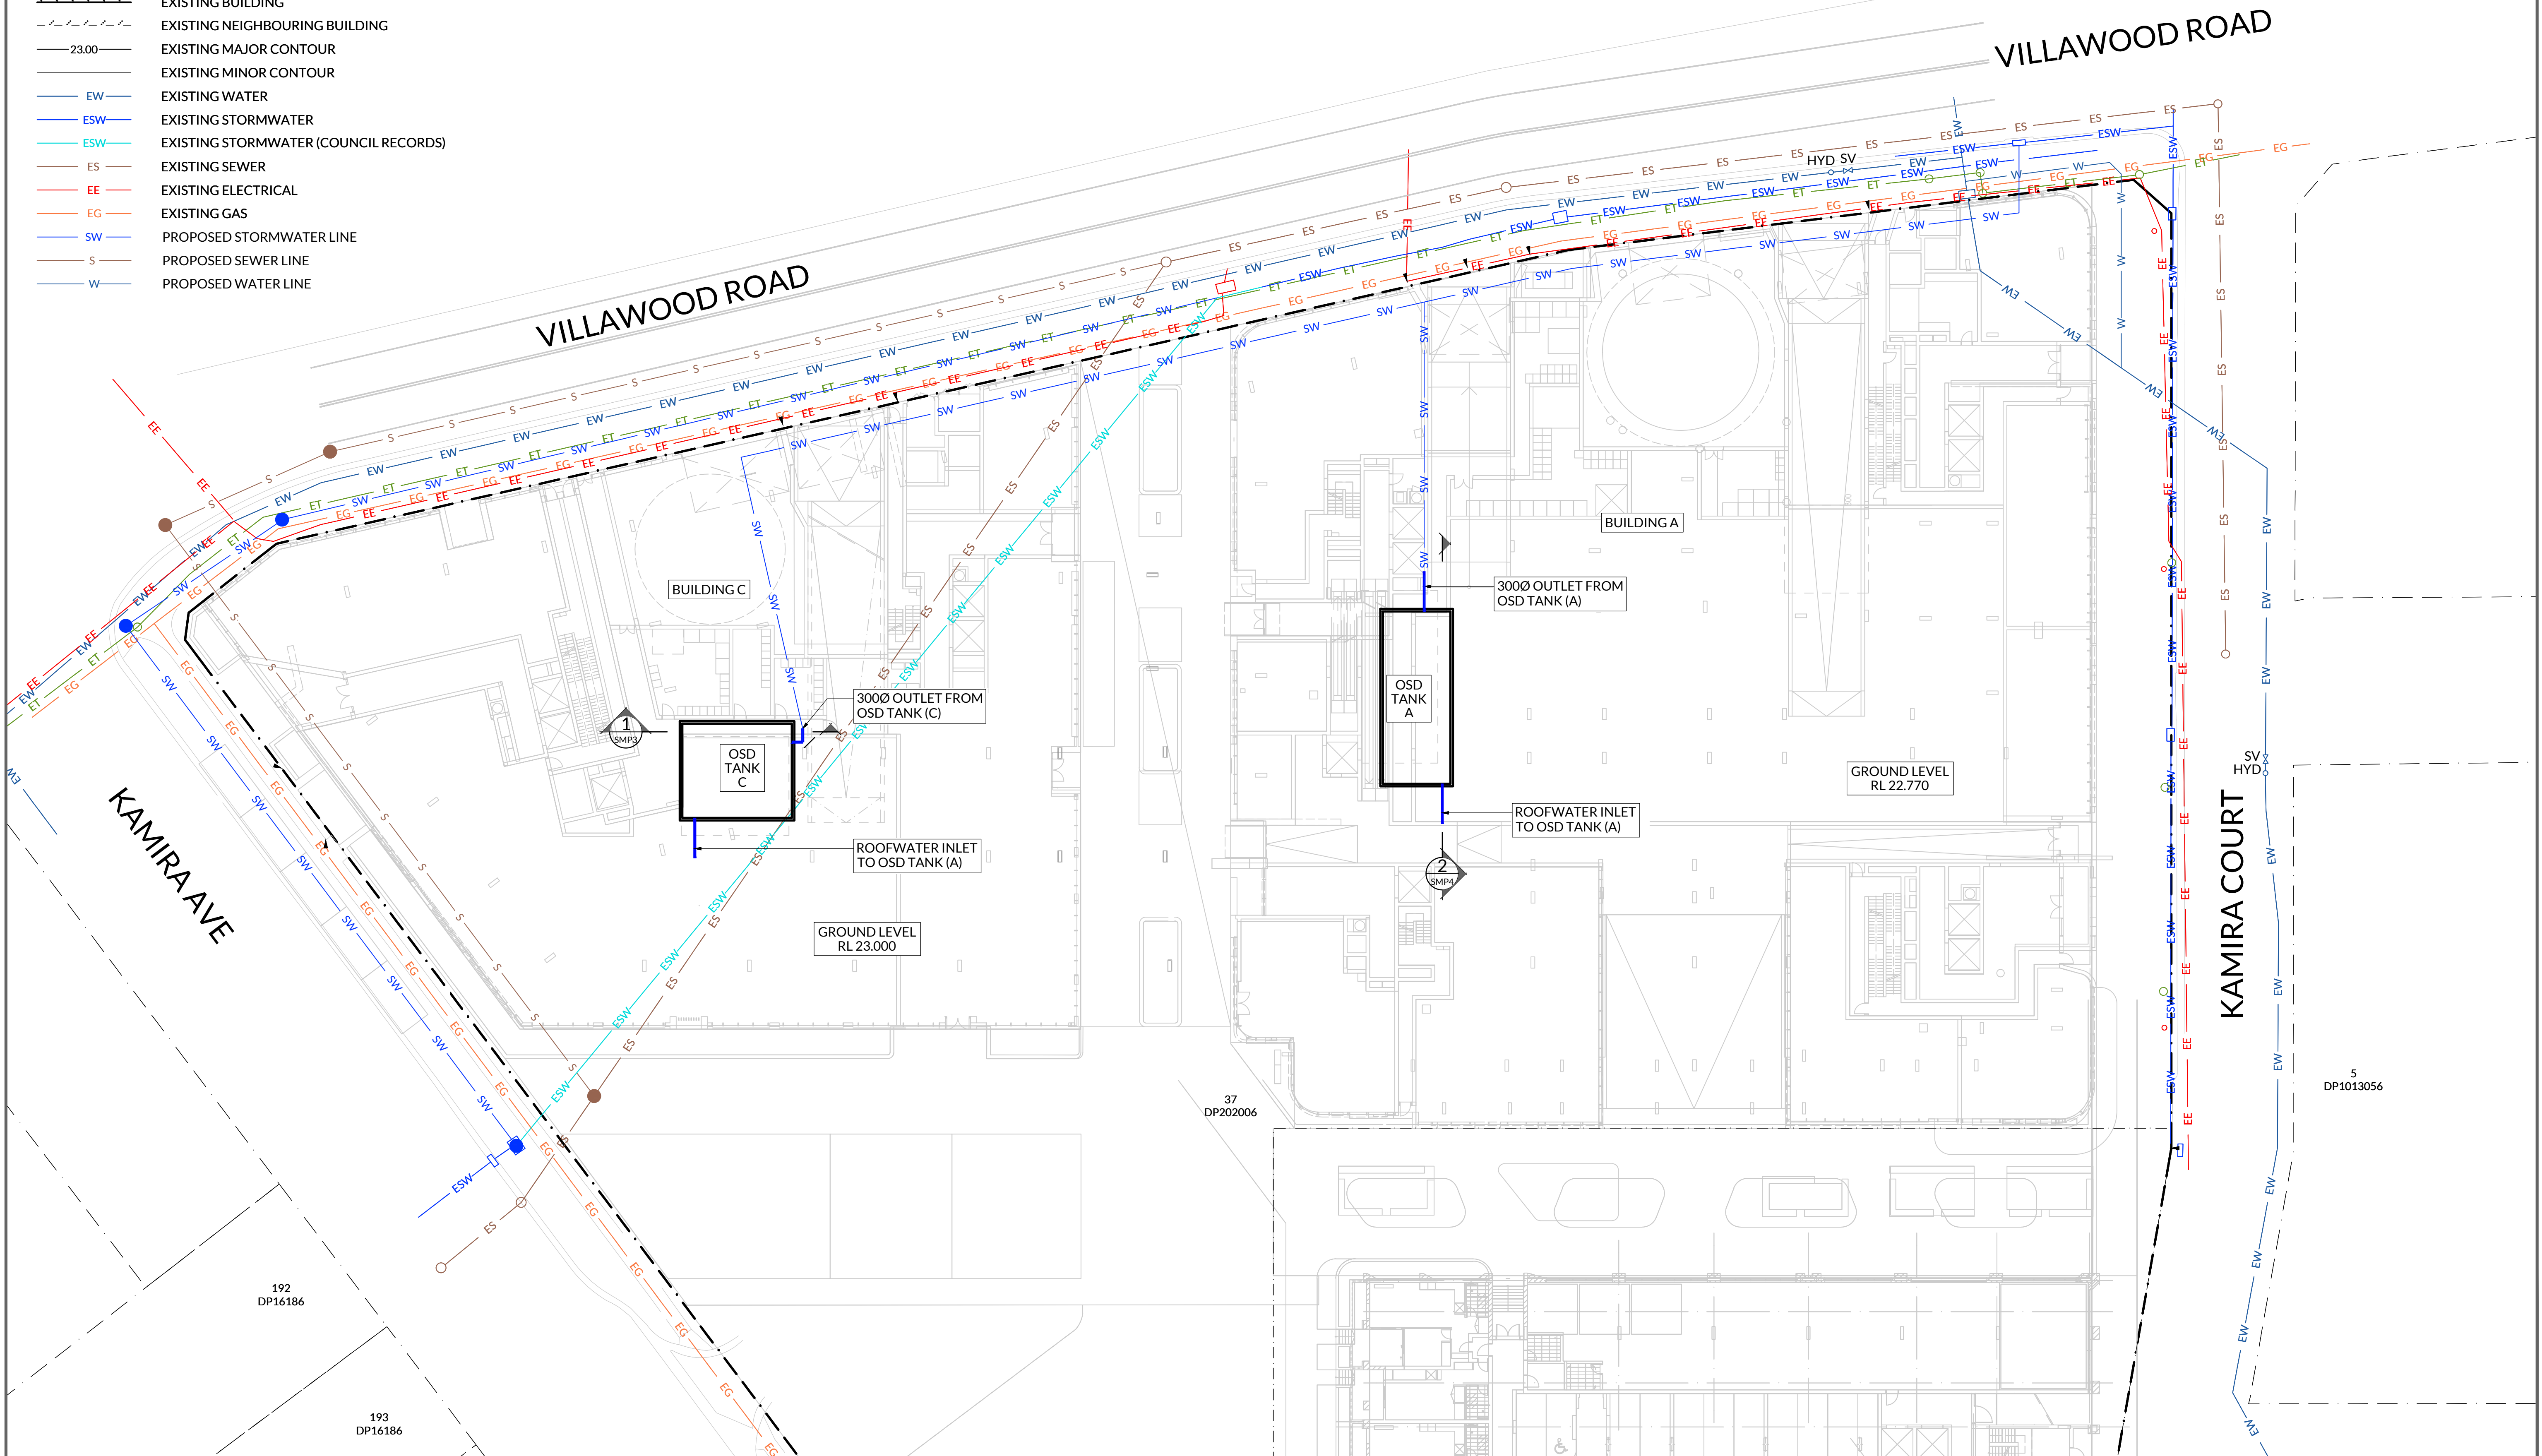 EXISTING BUILDING
EXISTING NEIGHBOURING BUILDING
23.00
EXISTING MAJOR CONTOUR
EXISTING MINOR CONTOUR
EW
EXISTING WATER
ESW
EXISTING STORMWATER
ESW
EXISTING STORMWATER (COUNCIL RECORDS)
ES
EXISTING SEWER
EE
EXISTING ELECTRICAL
EG
EXISTING GAS
SW
PROPOSED STORMWATER LINE
S
PROPOSED SEWER LINE
W
PROPOSED WATER LINE
VILLAWOOD ROAD
VILLAWOOD ROAD
HYD SV
BUILDING A
BUILDING C
300Ø OUTLET FROM
OSD TANK (A)
300Ø OUTLET FROM
OSD TANK (C)
OSD
TANK
A
1
SMP3
OSD
TANK
C
GROUND LEVEL
RL 22.770
SV
HYD
ROOFWATER INLET
TO OSD TANK (A)
ROOFWATER INLET
TO OSD TANK (A)
2
SMP4
KAMIRA AVE
KAMIRA COURT
GROUND LEVEL
RL 23.000
37
DP202006
5
DP1013056
192
DP16186
193
DP16186